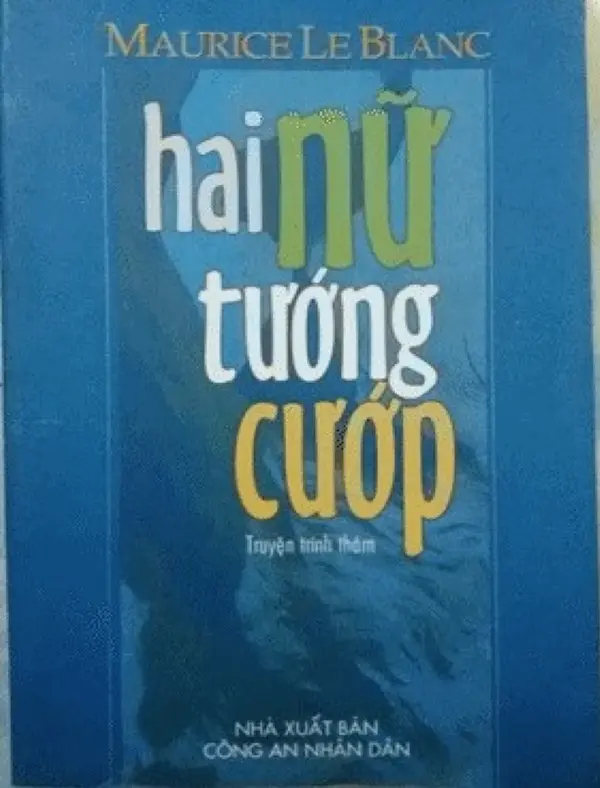 MAURICE LE BLANC
hai nữ
tướng
cướp
Truyện trinh thám
NHÀ XUẤT BẢN
CÔNG AN NHÂN DÂN